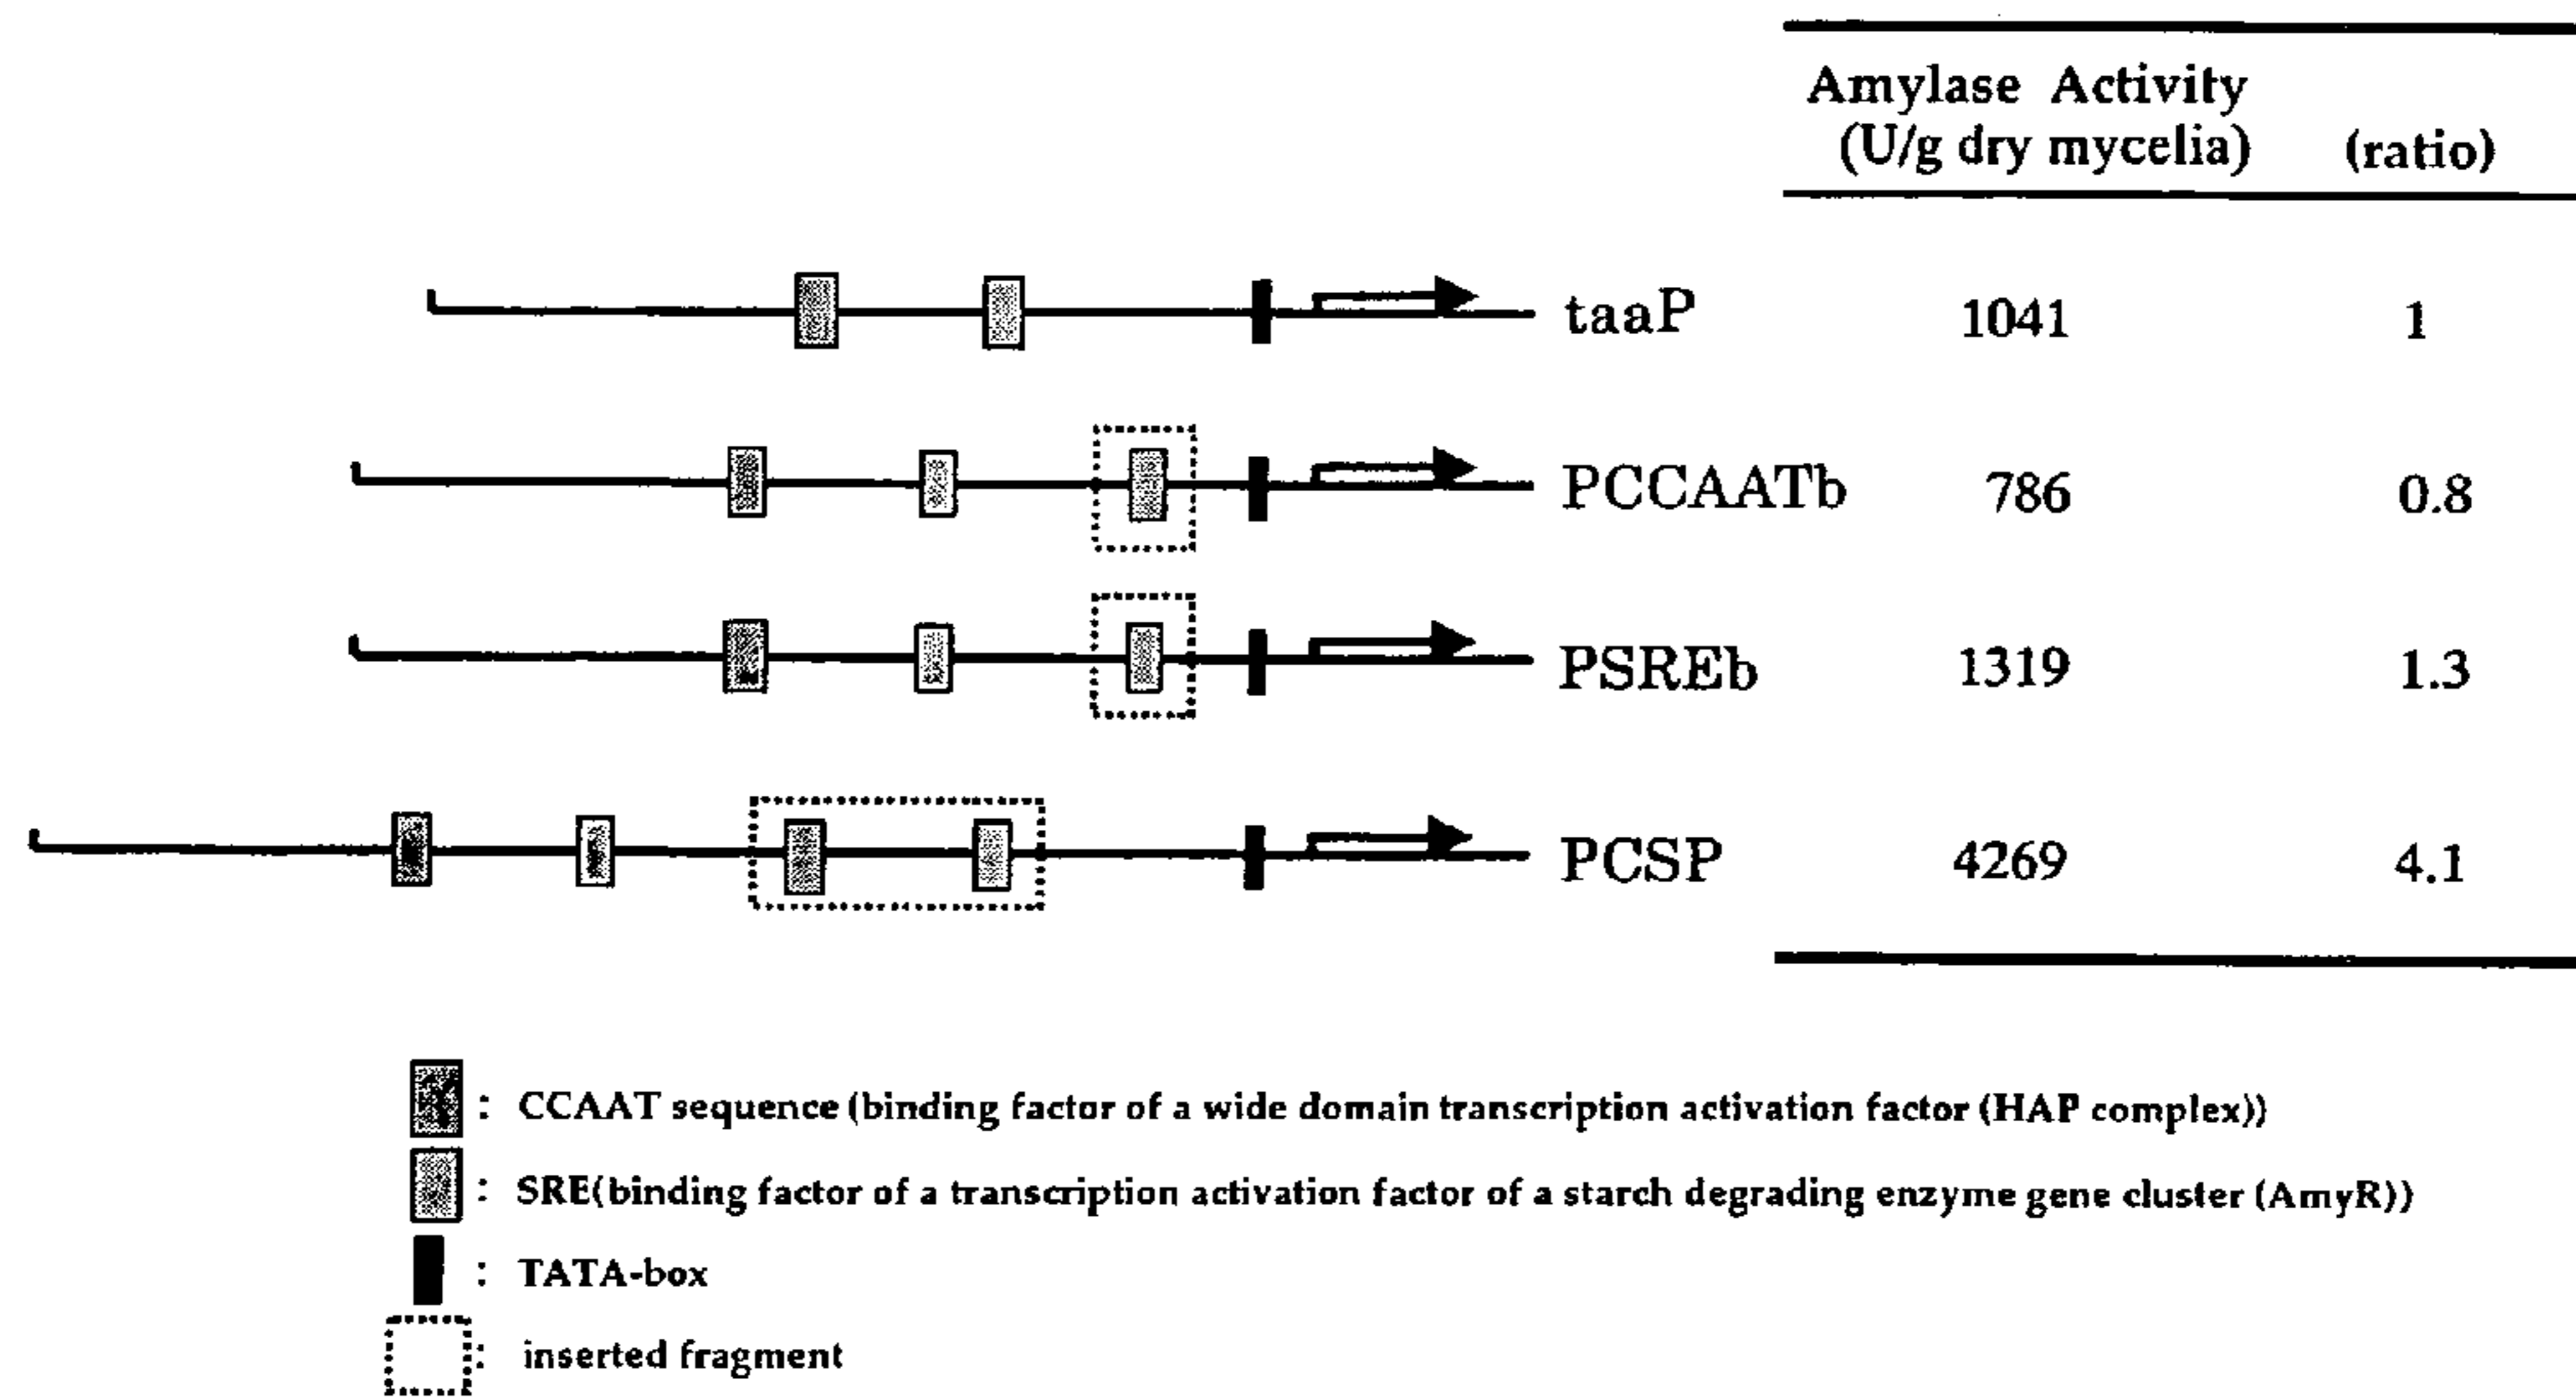 Amylase Activity
(U/g dry mycelia) (ratio)
taaP 1041 1
PCCAATb 786 0.8
PSREb 1319 1.3
PCSP 4269 4.1
: CCAAT sequence (binding factor of a wide domain transcription activation factor (HAP complex))
: SRE(binding factor of a transcription activation factor of a starch degrading enzyme gene cluster (AmyR))
: TATA-box
: inserted fragment